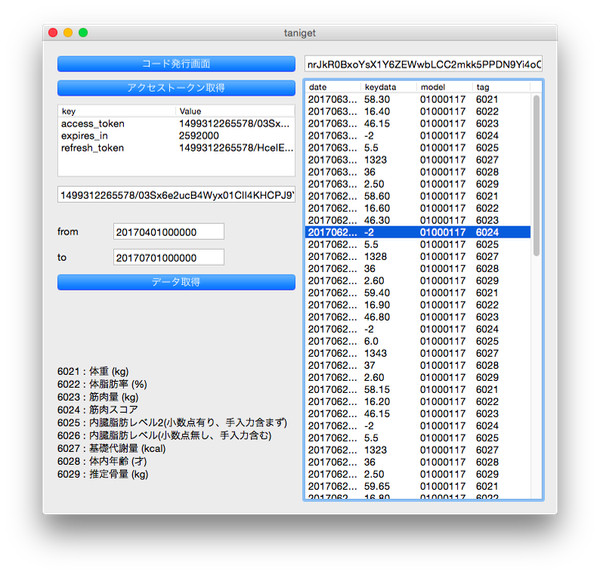 taniget
コード発行画面
nrJkR0BxoYsX1Y6ZEWwbLCC2mkk5PPDN9Yi4oC
アクセストークン取得
key Value
access_token 1499312265578/03Sx...
expires_in 2592000
refresh_token 1499312265578/HceIE...
1499312265578/03Sx6e2ucB4Wyx01ClI4KHCPJ9Y
from 20170401000000
to 20170701000000
データ取得
6021 : 体重 (kg)
6022 : 体脂肪率 (%)
6023 : 筋肉量 (kg)
6024 : 筋肉スコア
6025 : 内臓脂肪レベル2(小数点有り、手入力含まず)
6026 : 内臓脂肪レベル(小数点無し、手入力含む)
6027 : 基礎代謝量 (kcal)
6028 : 体内年齢 (才)
6029 : 推定骨量 (kg)
date keydata model tag
2017063... 58.30 01000117 6021
2017063... 16.40 01000117 6022
2017063... 46.15 01000117 6023
2017063... -2 01000117 6024
2017063... 5.5 01000117 6025
2017063... 1323 01000117 6027
2017063... 36 01000117 6028
2017063... 2.50 01000117 6029
2017062... 58.60 01000117 6021
2017062... 16.60 01000117 6022
2017062... 46.30 01000117 6023
2017062... -2 01000117 6024
2017062... 5.5 01000117 6025
2017062... 1328 01000117 6027
2017062... 36 01000117 6028
2017062... 2.60 01000117 6029
2017062... 59.40 01000117 6021
2017062... 16.90 01000117 6022
2017062... 46.80 01000117 6023
2017062... -2 01000117 6024
2017062... 6.0 01000117 6025
2017062... 1343 01000117 6027
2017062... 37 01000117 6028
2017062... 2.60 01000117 6029
2017062... 58.15 01000117 6021
2017062... 16.20 01000117 6022
2017062... 46.15 01000117 6023
2017062... -2 01000117 6024
2017062... 5.5 01000117 6025
2017062... 1323 01000117 6027
2017062... 36 01000117 6028
2017062... 2.50 01000117 6029
2017062... 59.65 01000117 6021
2017062... 16.80 01000117 6022